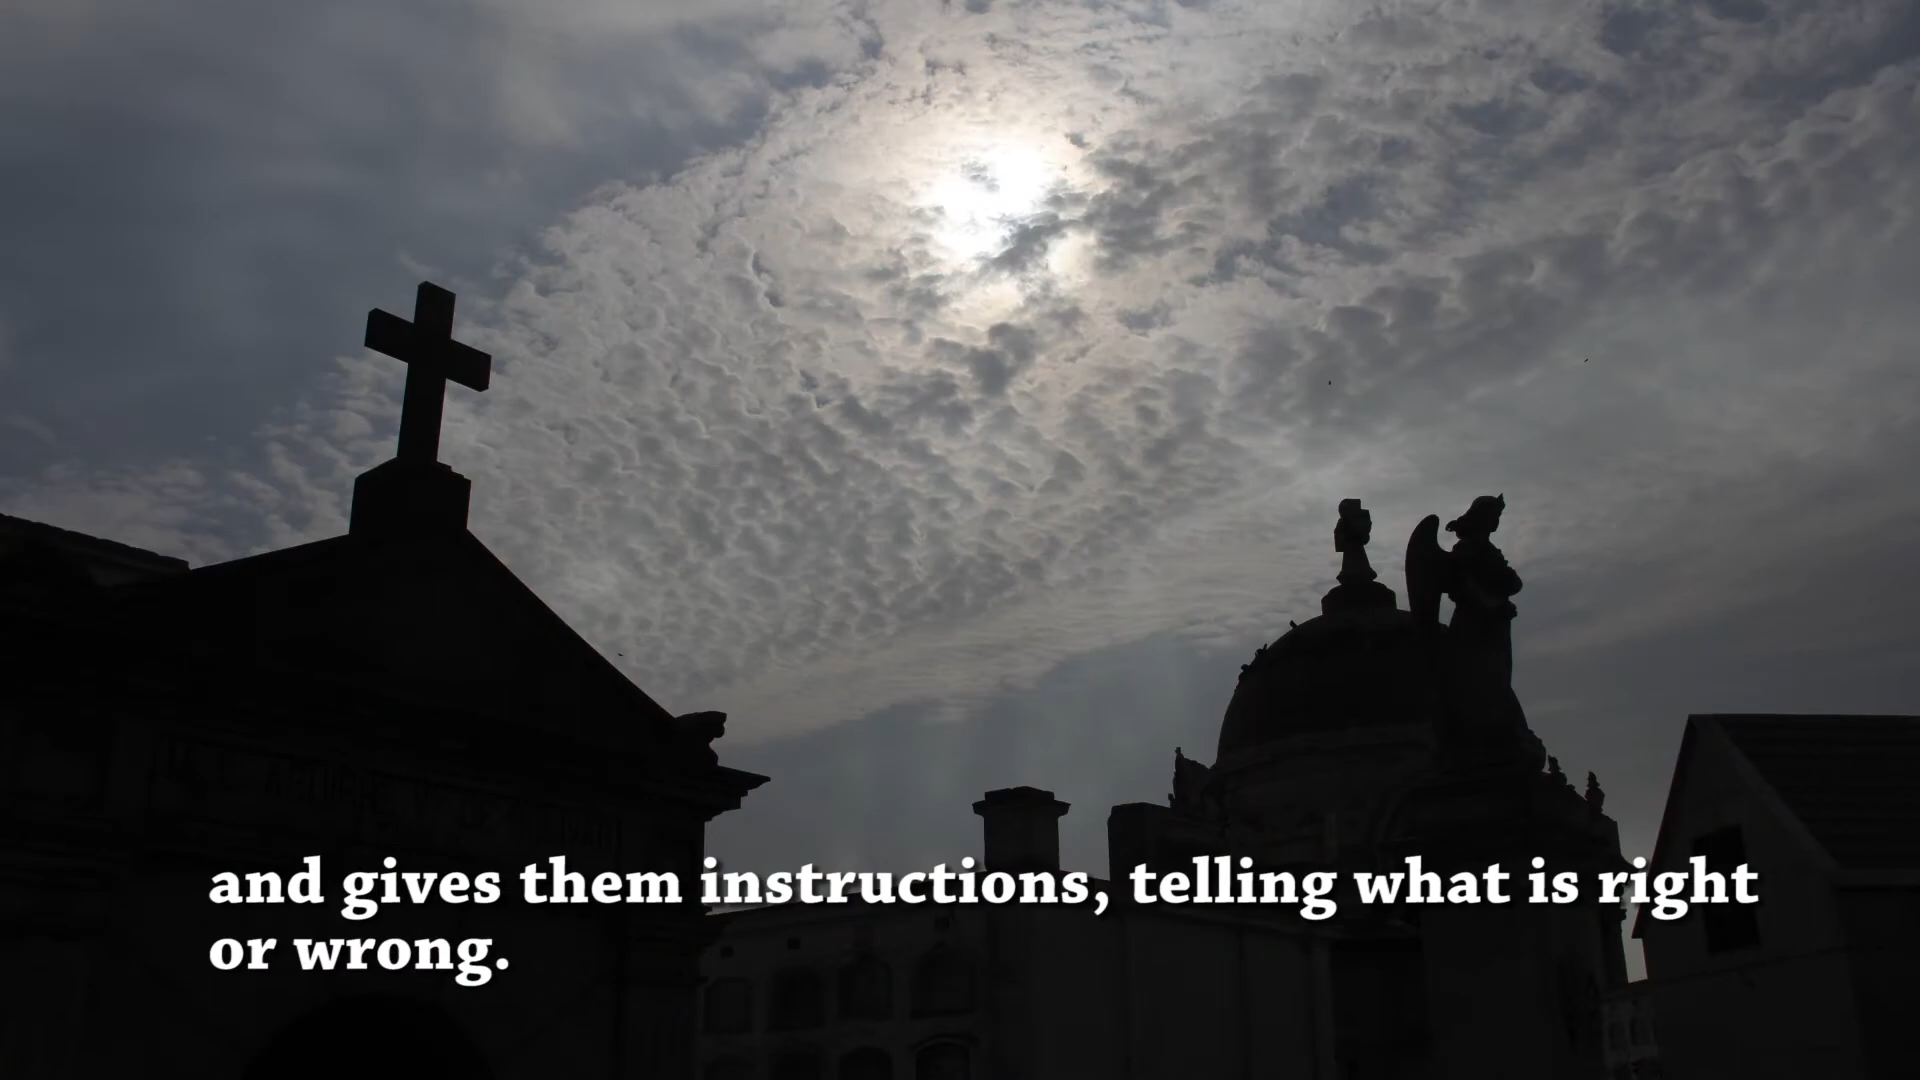 and gives them instructions, telling what is right
or wrong.